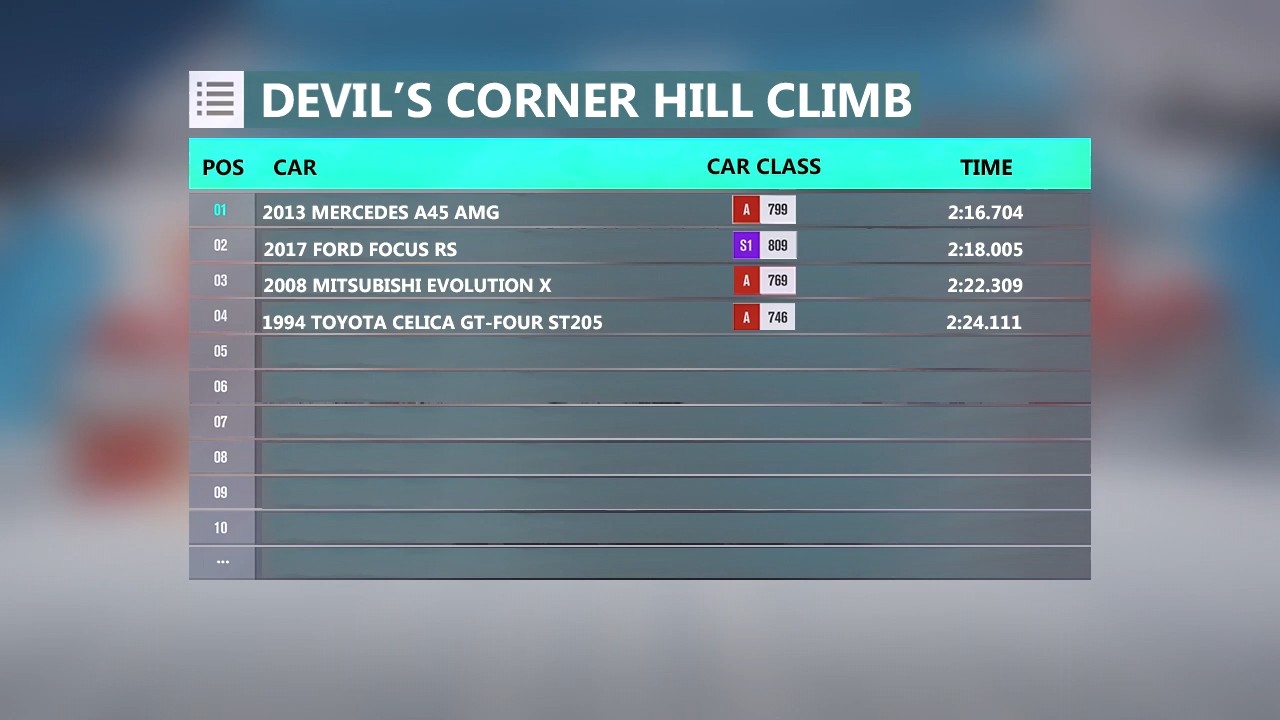 DEVIL’S CORNER HILL CLIMB
POS CAR CAR CLASS TIME
01 2013 MERCEDES A45 AMG A 799 2:16.704
02 2017 FORD FOCUS RS S1 809 2:18.005
03 2008 MITSUBISHI EVOLUTION X A 769 2:22.309
04 1994 TOYOTA CELICA GT-FOUR ST205 A 746 2:24.111
05
06
07
08
09
10
...